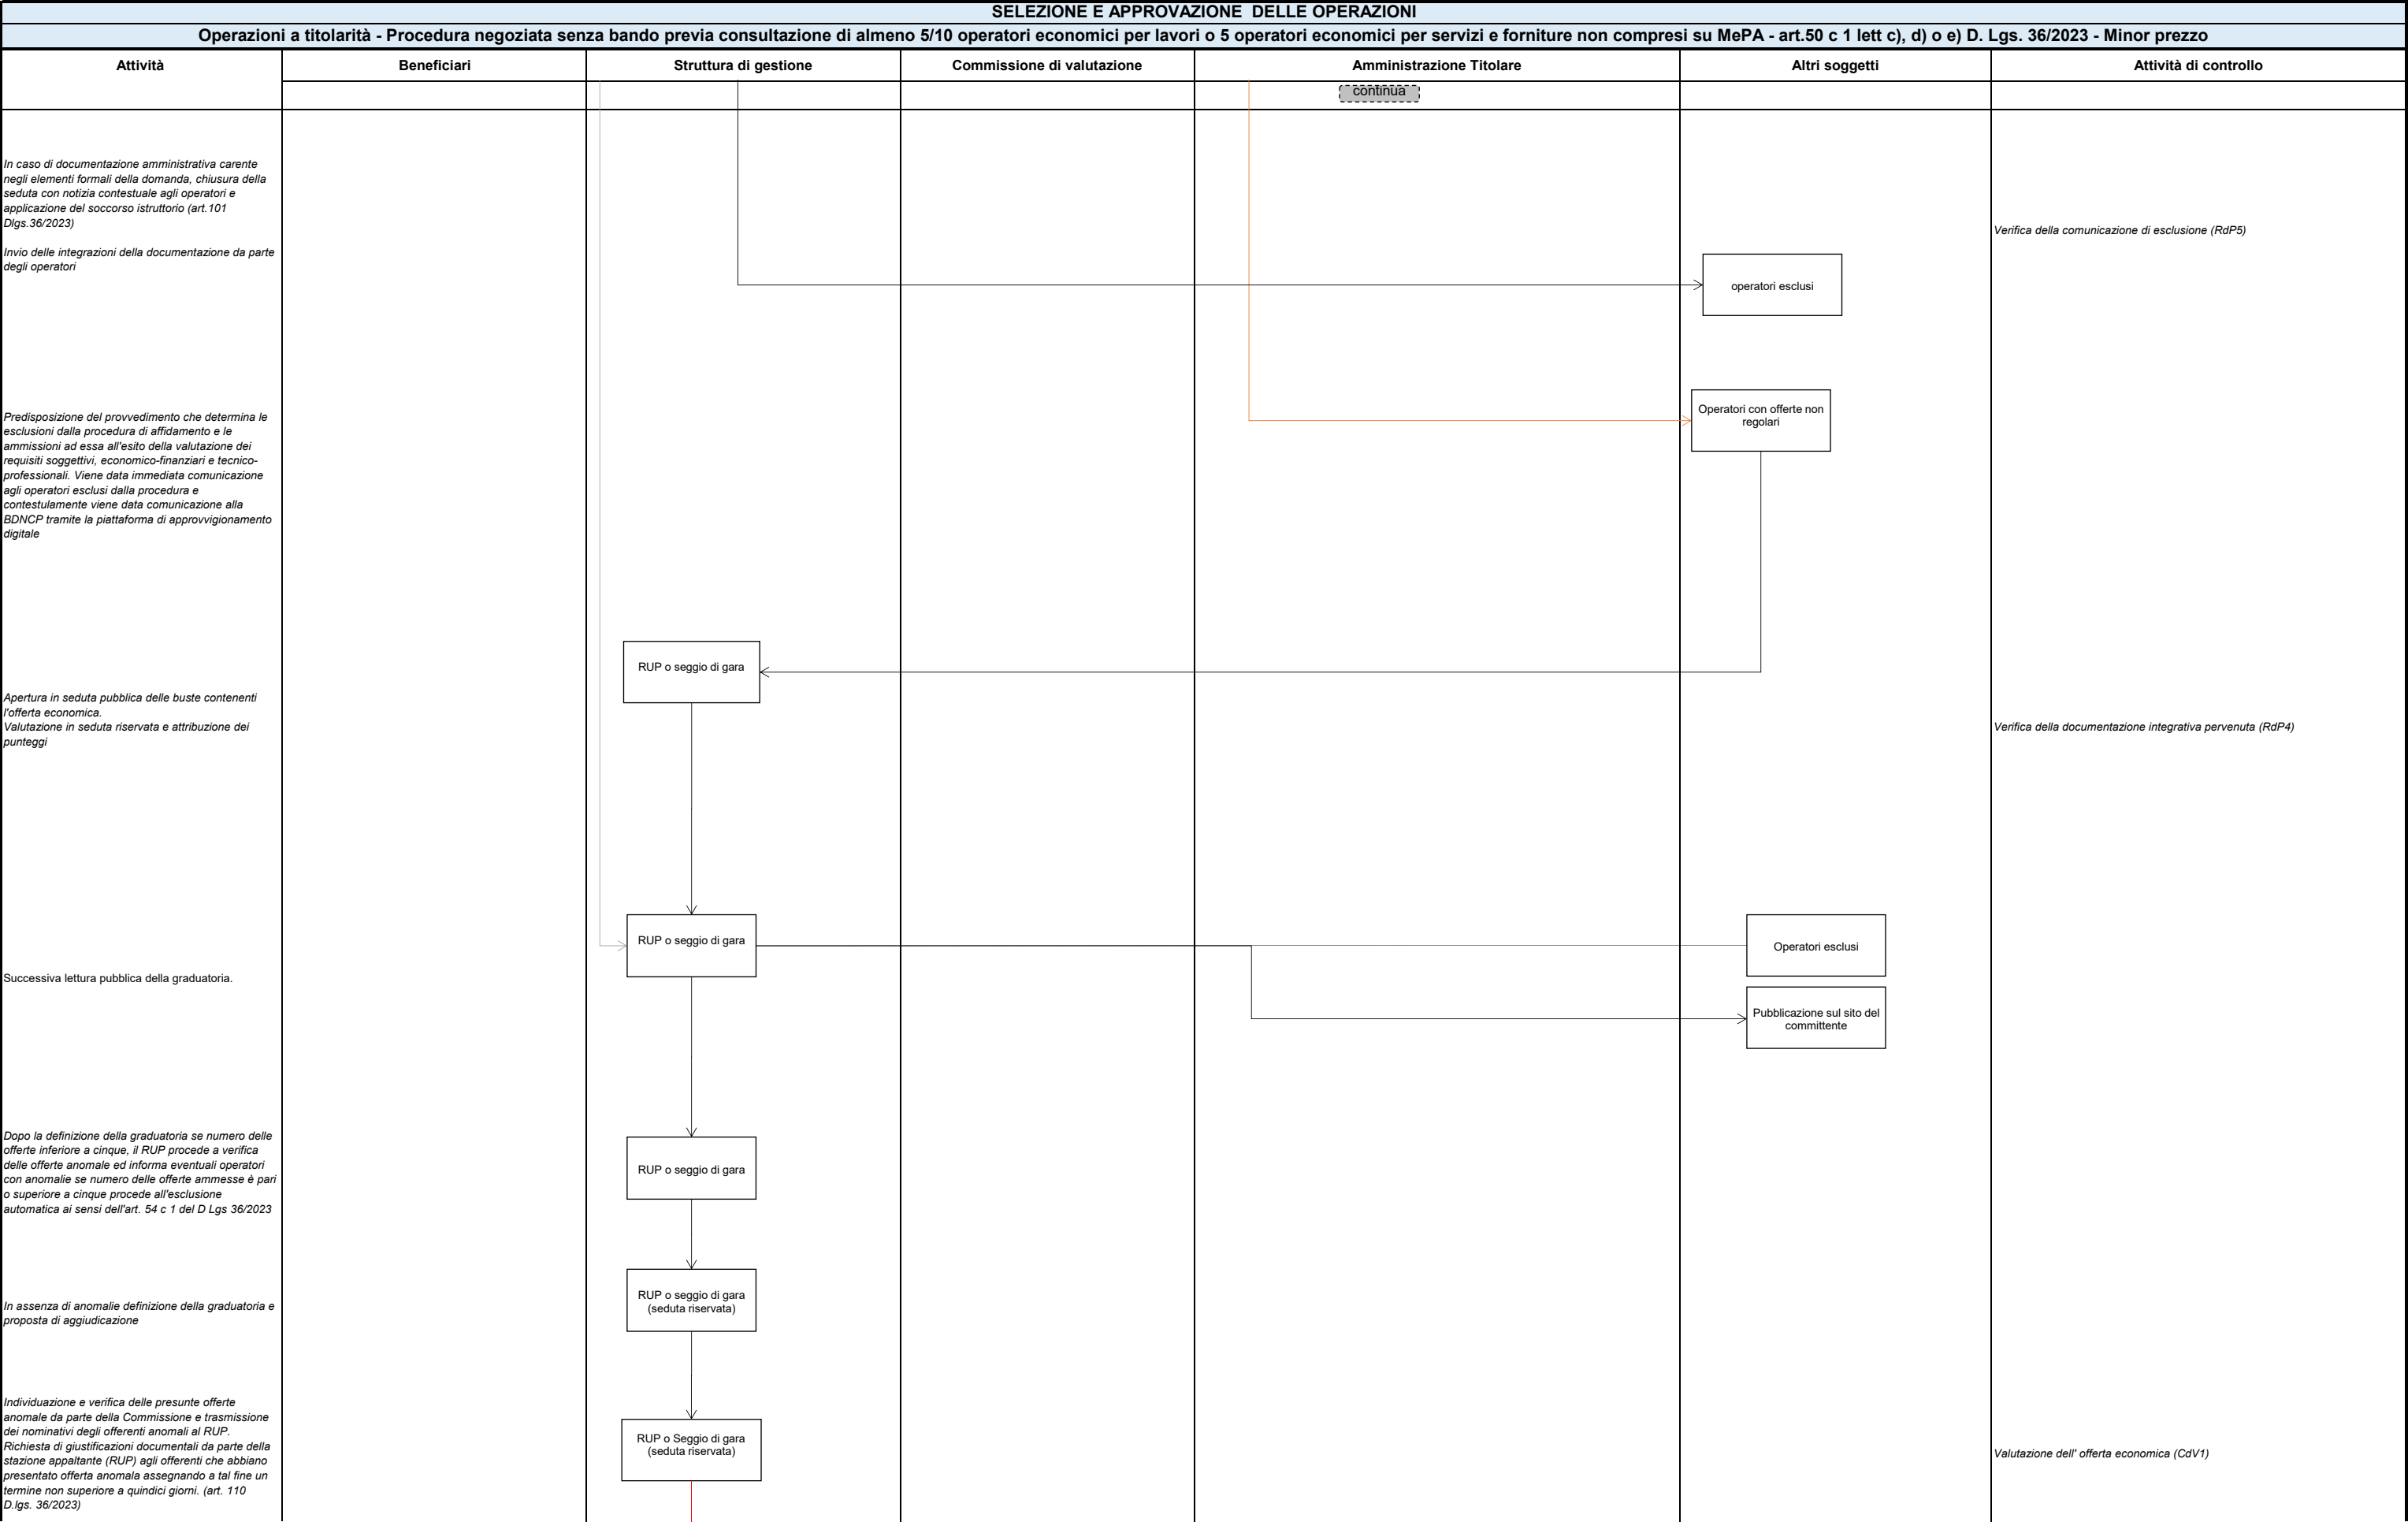 SELEZIONE E APPROVAZIONE DELLE OPERAZIONI
Operazioni a titolarità - Procedura negoziata senza bando previa consultazione di almeno 5/10 operatori economici per lavori o 5 operatori economici per servizi e forniture non compresi su MePA - art.50 c 1 lett c), d) o e) D. Lgs. 36/2023 - Minor prezzo
Attività
Beneficiari
Struttura di gestione
Commissione di valutazione
Amministrazione Titolare
Altri soggetti
Attività di controllo
continua
In caso di documentazione amministrativa carente
negli elementi formali della domanda, chiusura della
seduta con notizia contestuale agli operatori e
applicazione del soccorso istruttorio (art.101
Dlgs.36/2023)
Invio delle integrazioni della documentazione da parte
degli operatori
Verifica della comunicazione di esclusione (RdP5)
operatori esclusi
Predisposizione del provvedimento che determina le
esclusioni dalla procedura di affidamento e le
ammissioni ad essa all'esito della valutazione dei
requisiti soggettivi, economico-finanziari e tecnico-
professionali. Viene data immediata comunicazione
agli operatori esclusi dalla procedura e
contestulamente viene data comunicazione alla
BDNCP tramite la piattaforma di approvvigionamento
digitale
Operatori con offerte non
regolari
RUP o seggio di gara
Apertura in seduta pubblica delle buste contenenti
l'offerta economica.
Valutazione in seduta riservata e attribuzione dei
punteggi
Verifica della documentazione integrativa pervenuta (RdP4)
RUP o seggio di gara
Operatori esclusi
Successiva lettura pubblica della graduatoria.
Pubblicazione sul sito del
committente
Dopo la definizione della graduatoria se numero delle
offerte inferiore a cinque, il RUP procede a verifica
delle offerte anomale ed informa eventuali operatori
con anomalie se numero delle offerte ammesse è pari
o superiore a cinque procede all'esclusione
automatica ai sensi dell'art. 54 c 1 del D Lgs 36/2023
RUP o seggio di gara
In assenza di anomalie definizione della graduatoria e
proposta di aggiudicazione
RUP o seggio di gara
(seduta riservata)
Individuazione e verifica delle presunte offerte
anomale da parte della Commissione e trasmissione
dei nominativi degli offerenti anomali al RUP.
Richiesta di giustificazioni documentali da parte della
stazione appaltante (RUP) agli offerenti che abbiano
presentato offerta anomala assegnando a tal fine un
termine non superiore a quindici giorni. (art. 110
D.lgs. 36/2023)
RUP o Seggio di gara
(seduta riservata)
Valutazione dell' offerta economica (CdV1)